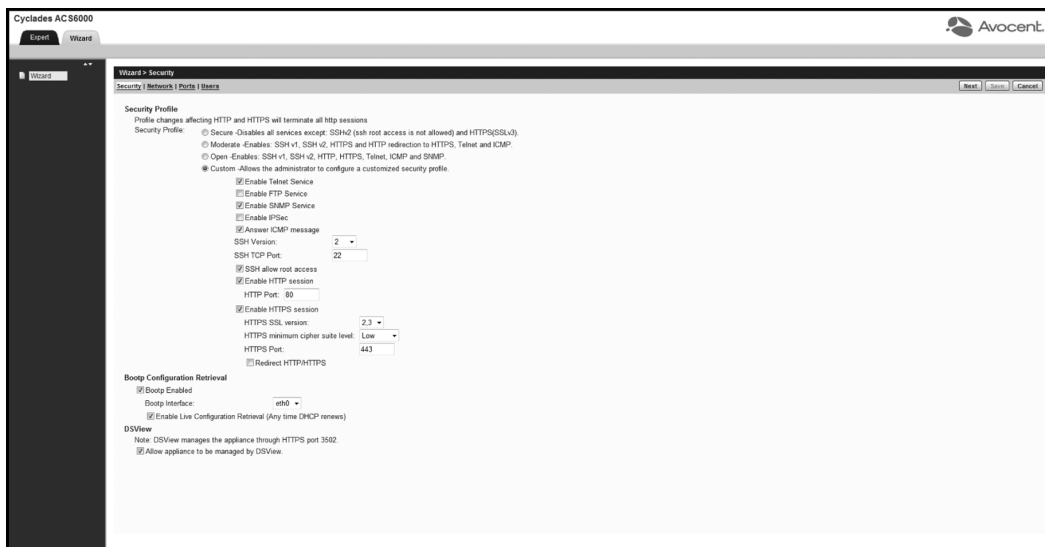 Cyclades ACS6000
Avocent.
Expert Wizard
Wizard
Wizard > Security
Security | Network | Ports | Users
Next Save Cancel
Security Profile
Profile changes affecting HTTP and HTTPS will terminate all http sessions
Security Profile: Secure -Disables all services except: SSHv2 (ssh root access is not allowed) and HTTPS(SSLv3).
Moderate -Enables: SSH v1, SSH v2, HTTPS and HTTP redirection to HTTPS, Telnet and ICMP.
Open -Enables: SSH v1, SSH v2, HTTP, HTTPS, Telnet, ICMP and SNMP.
Custom -Allows the administrator to configure a customized security profile.
Enable Telnet Service
Enable FTP Service
Enable SNMP Service
Enable IPSec
Answer ICMP message
SSH Version: 2
SSH TCP Port: 22
SSH allow root access
Enable HTTP session
HTTP Port: 80
Enable HTTPS session
HTTPS SSL version: 2,3
HTTPS minimum cipher suite level: Low
HTTPS Port: 443
Redirect HTTP/HTTPS
Bootp Configuration Retrieval
Bootp Enabled
Bootp Interface: eth0
Enable Live Configuration Retrieval (Any time DHCP renews)
DSView
Note: DSView manages the appliance through HTTPS port 3502.
Allow appliance to be managed by DSView.